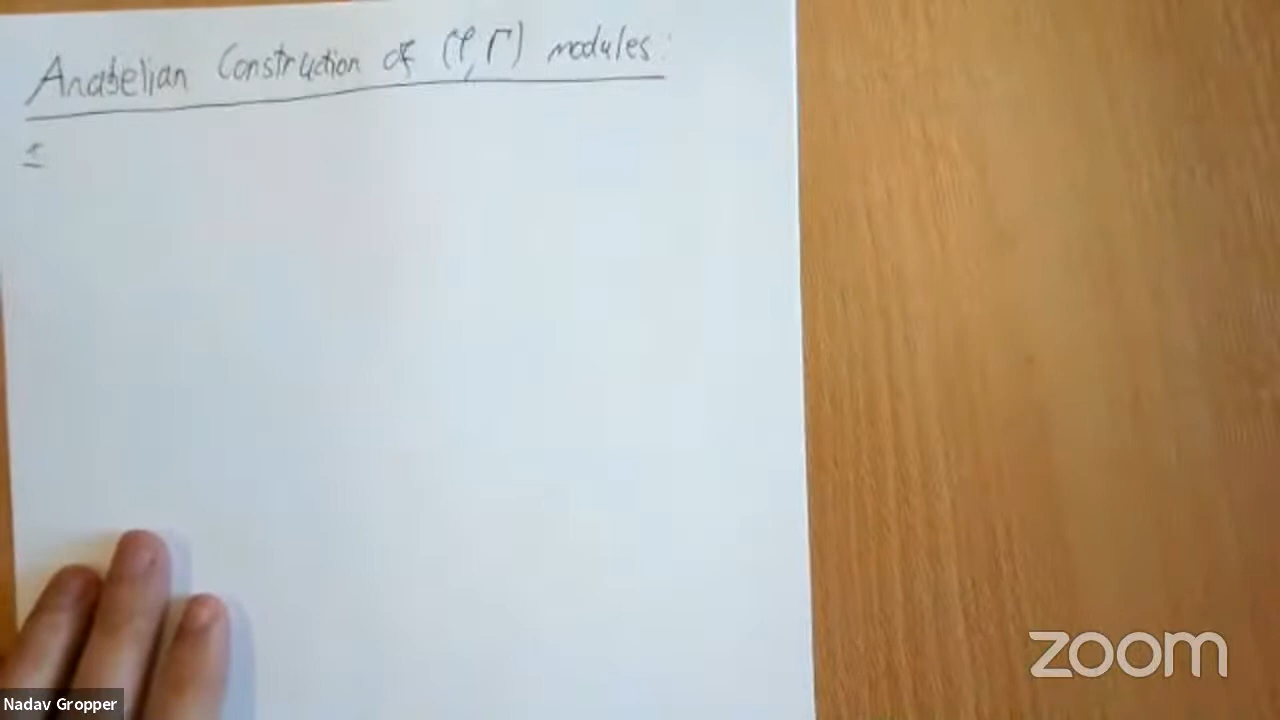 Anabelian Construction of (φ,Γ) modules:
Nadav Gropper
zoom